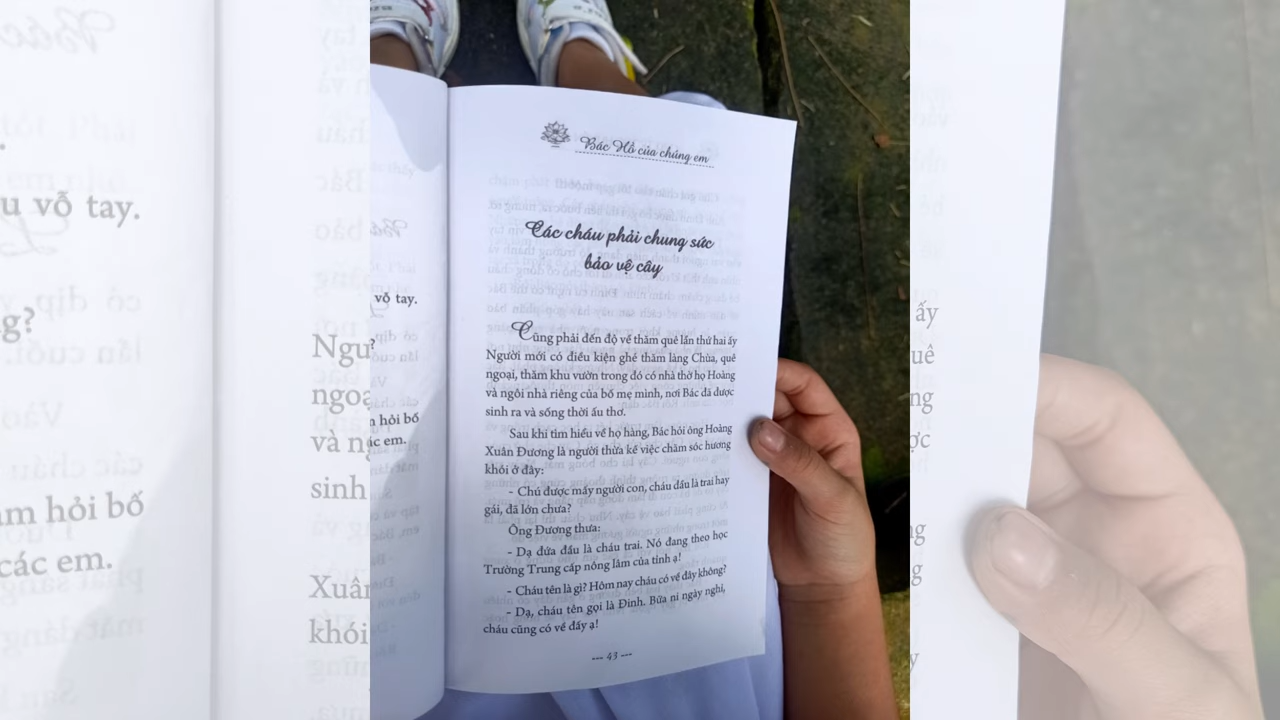 Bác Hồ của chúng em
Các cháu phải chung sức
bảo vệ cây
Cũng phải đến độ về thăm quê lần thứ hai ấy
Người mới có điều kiện ghé thăm làng Chùa, quê
ngoại, thăm khu vườn trong đó có nhà thờ họ Hoàng
và ngôi nhà riêng của bố mẹ mình, nơi Bác đã được
sinh ra và sống thời ấu thơ.
Sau khi tìm hiểu về họ hàng, Bác hỏi ông Hoàng
Xuân Đương là người thừa kế việc chăm sóc hương
khói ở đây:
- Chú được mấy người con, cháu đầu là trai hay
gái, đã lớn chưa?
Ông Đương thưa:
- Dạ đứa đầu là cháu trai. Nó đang theo học
Trường Trung cấp nông lâm của tỉnh ạ!
- Cháu tên là gì? Hôm nay cháu có về đây không?
- Dạ, cháu tên gọi là Đinh. Bữa ni ngày nghỉ,
cháu cũng có về đấy ạ!
--- 43 ---
vỗ tay.
hỏi bố
các em.
u vỗ tay.
g?
hỏi bố
các em.
Ngư
ngoạ
và n
sinh
Xuân
khói
ấy